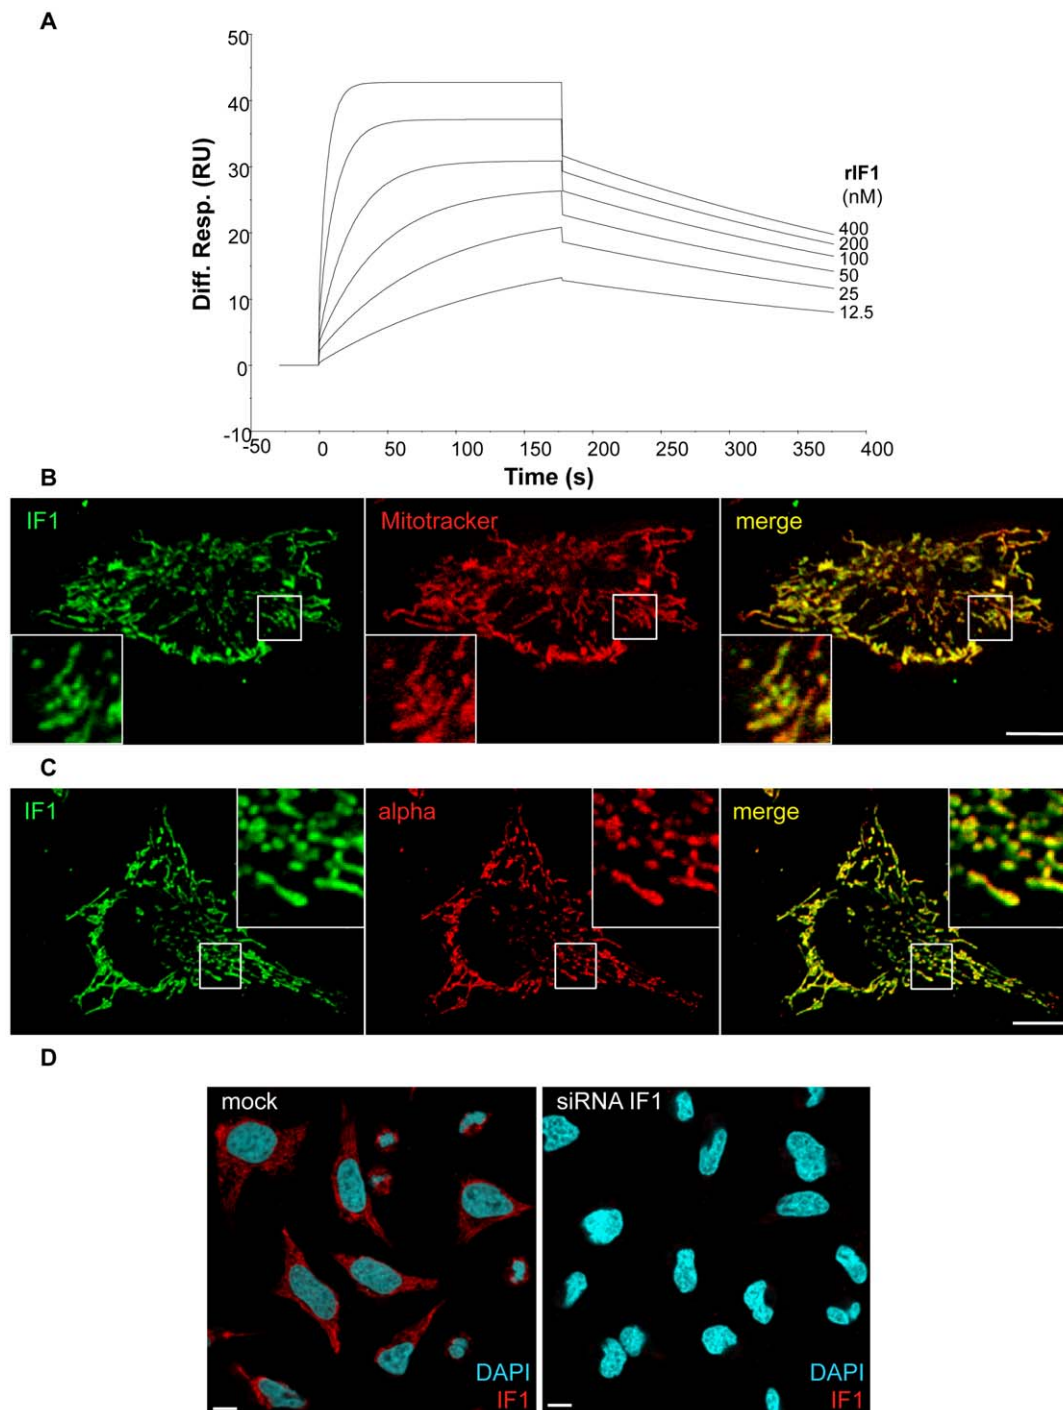 A
50
40
30
20
10
0
-10
Diff. Resp. (RU)
rIF1
(nM)
400
200
100
50
25
12.5
-50 0 50 100 150 200 250 300 350 400
Time (s)
B
IF1 Mitotracker merge
C
IF1 alpha merge
D
mock siRNA IF1
DAPI DAPI
IF1 IF1